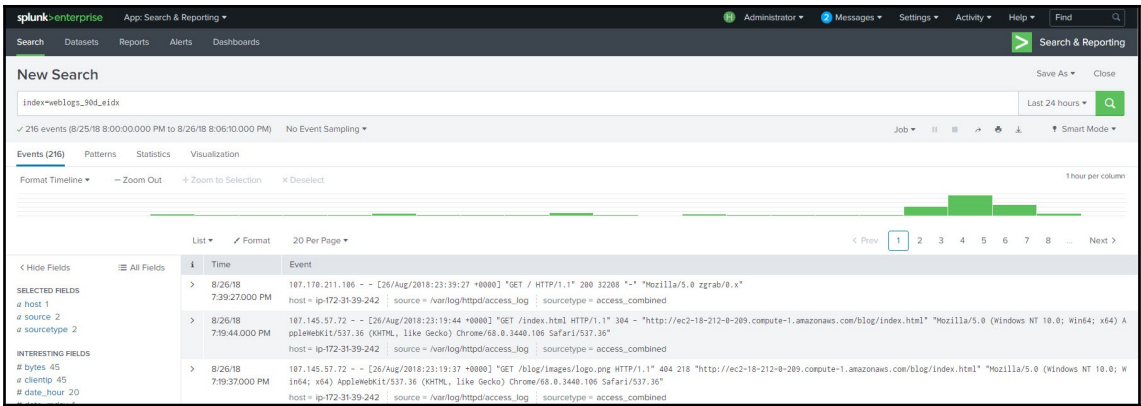 splunk>enterprise App: Search & Reporting H Administrator 2 Messages Settings Activity Help Find
Search Datasets Reports Alerts Dashboards > Search & Reporting
New Search Save As Close
index=weblogs_90d_eidx Last 24 hours
✓ 216 events (8/25/18 8:00:00.000 PM to 8/26/18 8:06:10.000 PM) No Event Sampling Job Smart Mode
Events (216) Patterns Statistics Visualization
Format Timeline — Zoom Out + Zoom to Selection × Deselect 1 hour per column
List Format 20 Per Page < Prev 1 2 3 4 5 6 7 8 ... Next >
< Hide Fields All Fields i Time Event
SELECTED FIELDS
a host 1
a source 2
a sourcetype 2
INTERESTING FIELDS
# bytes 45
a clientip 45
# date_hour 20
> 8/26/18 7:39:27.000 PM
107.170.211.106 - - [26/Aug/2018:23:39:27 +0000] "GET / HTTP/1.1" 200 32208 "-" "Mozilla/5.0 zgrab/0.x"
host = ip-172-31-39-242 source = /var/log/httpd/access_log sourcetype = access_combined
> 8/26/18 7:19:44.000 PM
107.145.57.72 - - [26/Aug/2018:23:19:44 +0000] "GET /index.html HTTP/1.1" 304 - "http://ec2-18-212-0-209.compute-1.amazonaws.com/blog/index.html" "Mozilla/5.0 (Windows NT 10.0; Win64; x64) A
ppleWebKit/537.36 (KHTML, like Gecko) Chrome/68.0.3440.106 Safari/537.36"
host = ip-172-31-39-242 source = /var/log/httpd/access_log sourcetype = access_combined
> 8/26/18 7:19:37.000 PM
107.145.57.72 - - [26/Aug/2018:23:19:37 +0000] "GET /blog/images/logo.png HTTP/1.1" 404 218 "http://ec2-18-212-0-209.compute-1.amazonaws.com/blog/index.html" "Mozilla/5.0 (Windows NT 10.0; W
in64; x64) AppleWebKit/537.36 (KHTML, like Gecko) Chrome/68.0.3440.106 Safari/537.36"
host = ip-172-31-39-242 source = /var/log/httpd/access_log sourcetype = access_combined